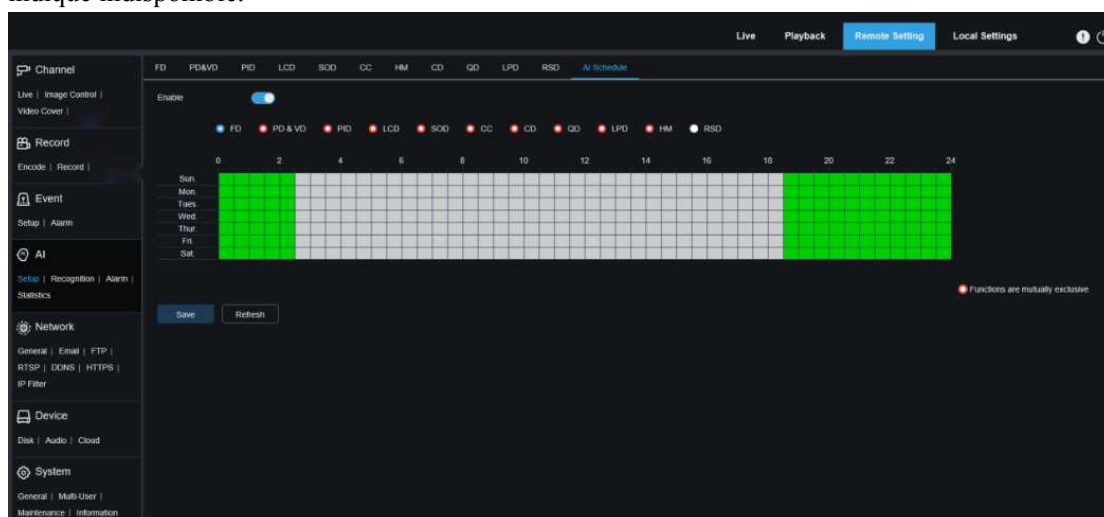 indique indisponible.
Live Playback Remote Setting Local Settings
Channel
Live | Image Control |
Video Cover |
Record
Encode | Record |
Event
Setup | Alarm
AI
Setup | Recognition | Alarm |
Statistics
Network
General | Email | FTP |
RTSP | DDNS | HTTPS |
IP Filter
Device
Disk | Audio | Cloud
System
General | Multi-User |
Maintenance | Information
FD PD&VD PID LCD SOD CC HM CD QD LPD RSD AI Schedule
Enable
FD PD & VD PID LCD SOD CC CD QD LPD HM RSD
0 2 4 6 8 10 12 14 16 18 20 22 24
Sun.
Mon.
Tues.
Wed.
Thur.
Fri.
Sat.
Functions are mutually exclusive
Save Refresh